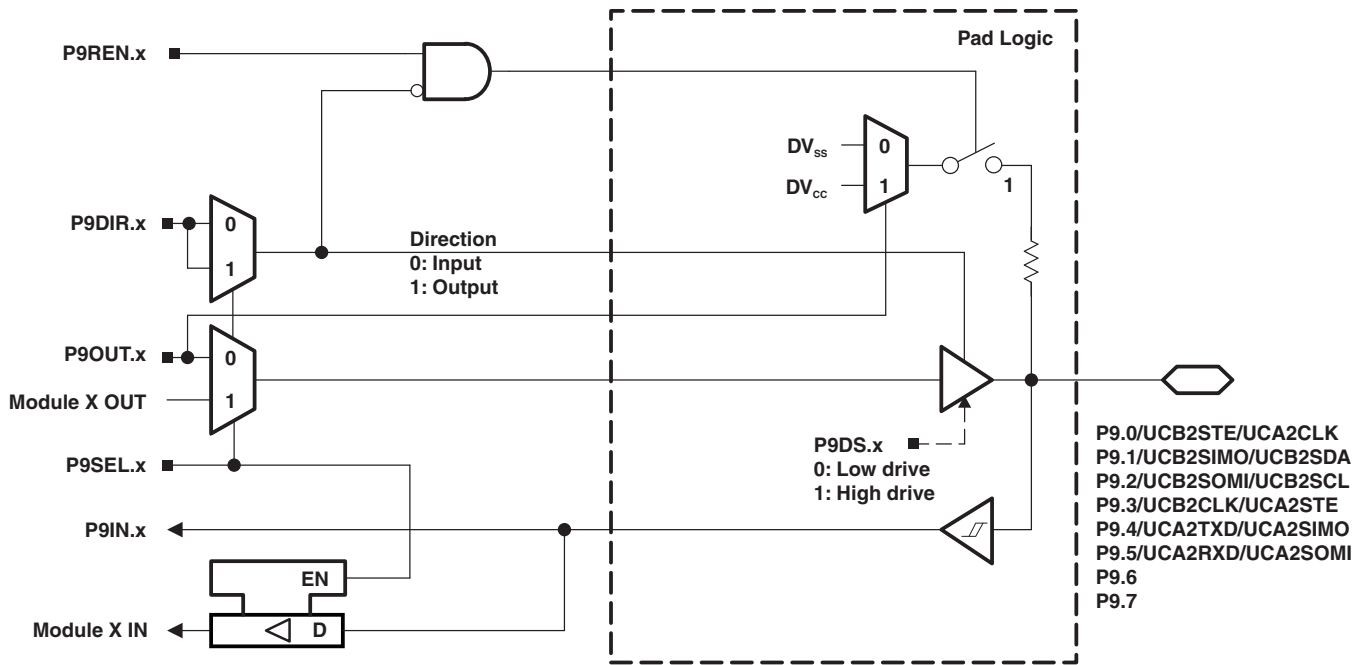 Pad Logic
P9REN.x
DVSS
0
DVCC
1
1
P9DIR.x
0
1
Direction
0: Input
1: Output
P9OUT.x
0
Module X OUT
1
P9SEL.x
P9DS.x
0: Low drive
1: High drive
P9IN.x
EN
Module X IN
D
P9.0/UCB2STE/UCA2CLK
P9.1/UCB2SIMO/UCB2SDA
P9.2/UCB2SOMI/UCB2SCL
P9.3/UCB2CLK/UCA2STE
P9.4/UCA2TXD/UCA2SIMO
P9.5/UCA2RXD/UCA2SOMI
P9.6
P9.7